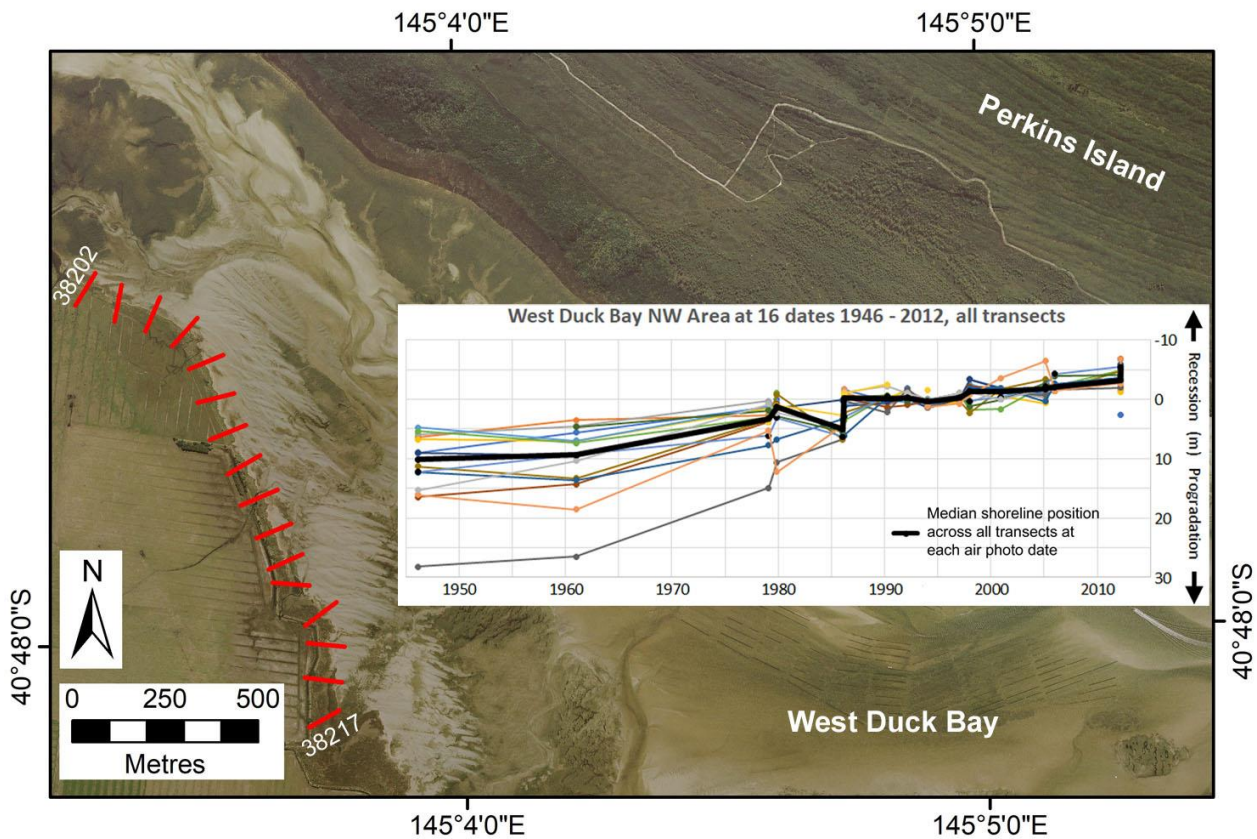 145°4'0"E
145°5'0"E
Perkins Island
38202
West Duck Bay NW Area at 16 dates 1946 - 2012, all transects
-10
0
10
20
30
Recession (m) Progradation
Median shoreline position
across all transects at
each air photo date
1950
1960
1970
1980
1990
2000
2010
N
40°48'0"S
40°48'0"S
0
250
500
Metres
38217
West Duck Bay
145°4'0"E
145°5'0"E